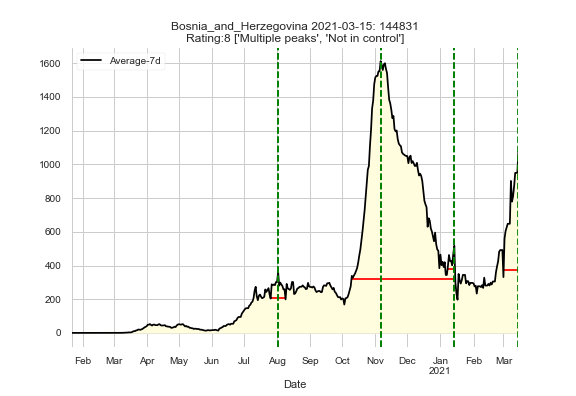 Bosnia_and_Herzegovina 2021-03-15: 144831
Rating:8 ['Multiple peaks', 'Not in control']
Average-7d
1600
1400
1200
1000
800
600
400
200
0
Feb Mar Apr May Jun Jul Aug Sep Oct Nov Dec Jan Feb Mar
2021
Date